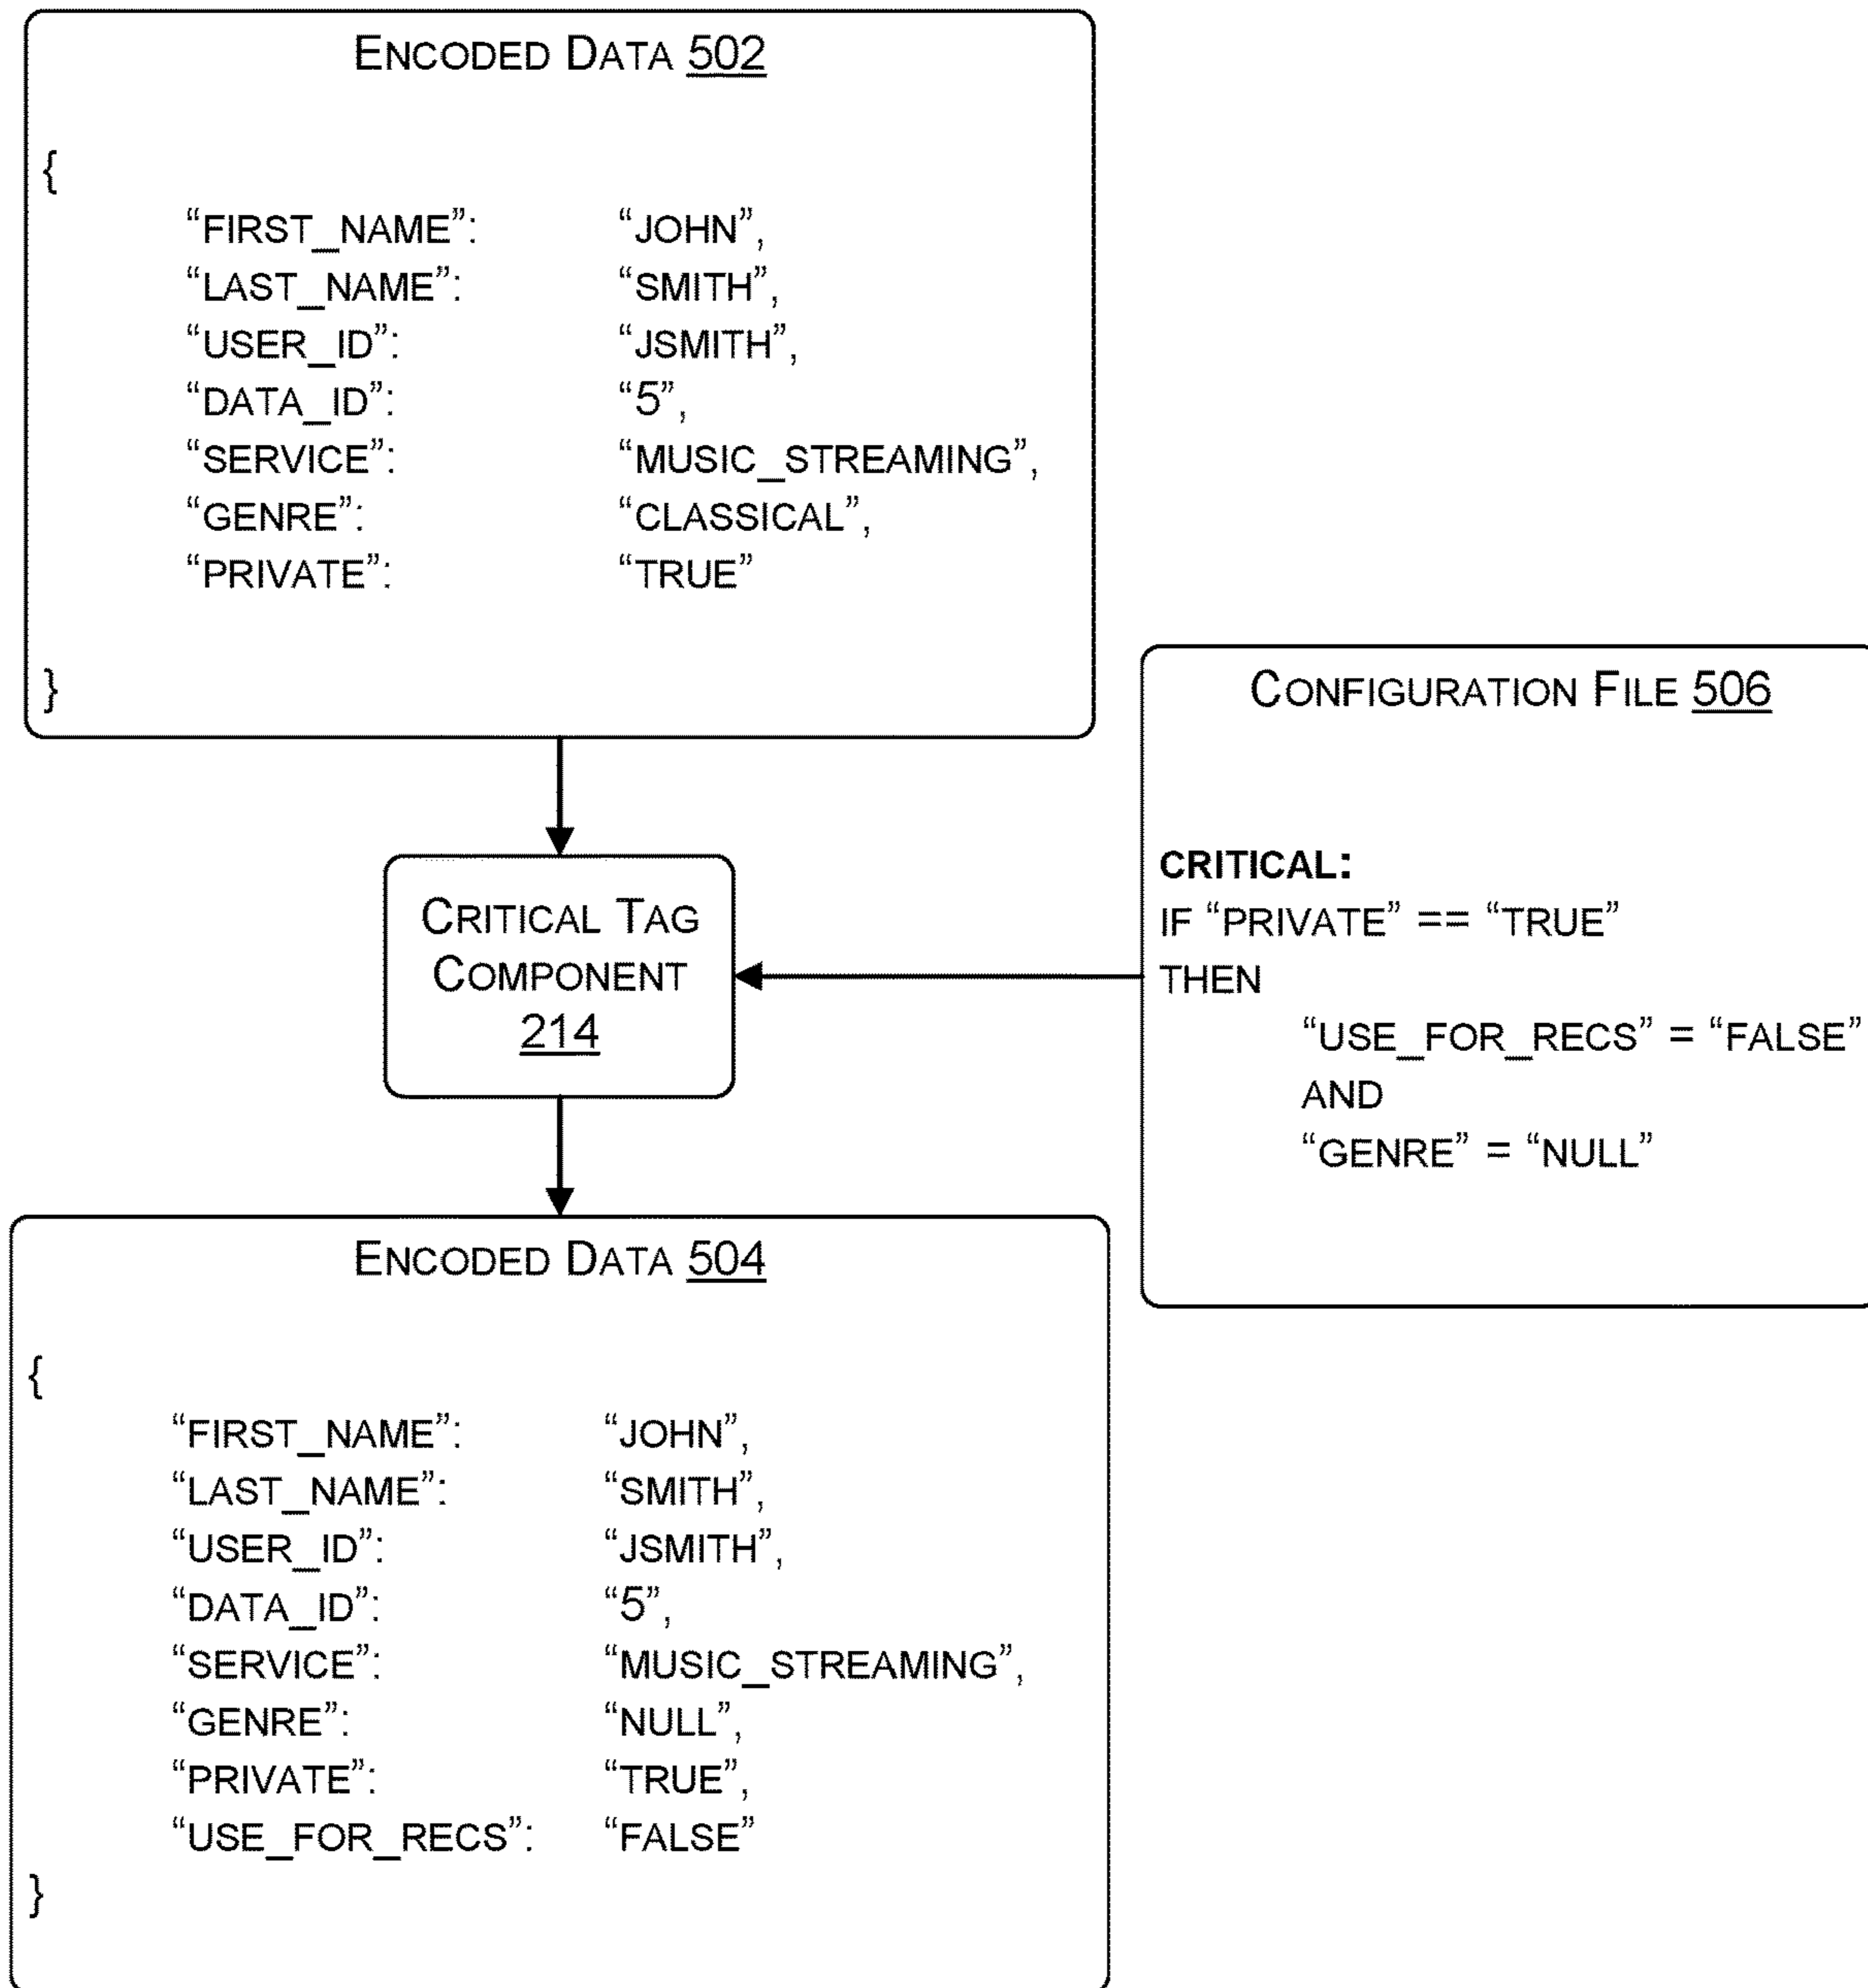 ENCODED DATA 502
{
“FIRST_NAME”: “JOHN”,
“LAST_NAME”: “SMITH”,
“USER_ID”: “JSMITH”,
“DATA_ID”: “5”,
“SERVICE”: “MUSIC_STREAMING”,
“GENRE”: “CLASSICAL”,
“PRIVATE”: “TRUE”
}
CONFIGURATION FILE 506
CRITICAL:
IF “PRIVATE” == “TRUE”
THEN
“USE_FOR_RECS” = “FALSE”
AND
“GENRE” = “NULL”
CRITICAL TAG
COMPONENT
214
ENCODED DATA 504
{
“FIRST_NAME”: “JOHN”,
“LAST_NAME”: “SMITH”,
“USER_ID”: “JSMITH”,
“DATA_ID”: “5”,
“SERVICE”: “MUSIC_STREAMING”,
“GENRE”: “NULL”,
“PRIVATE”: “TRUE”,
“USE_FOR_RECS”: “FALSE”
}